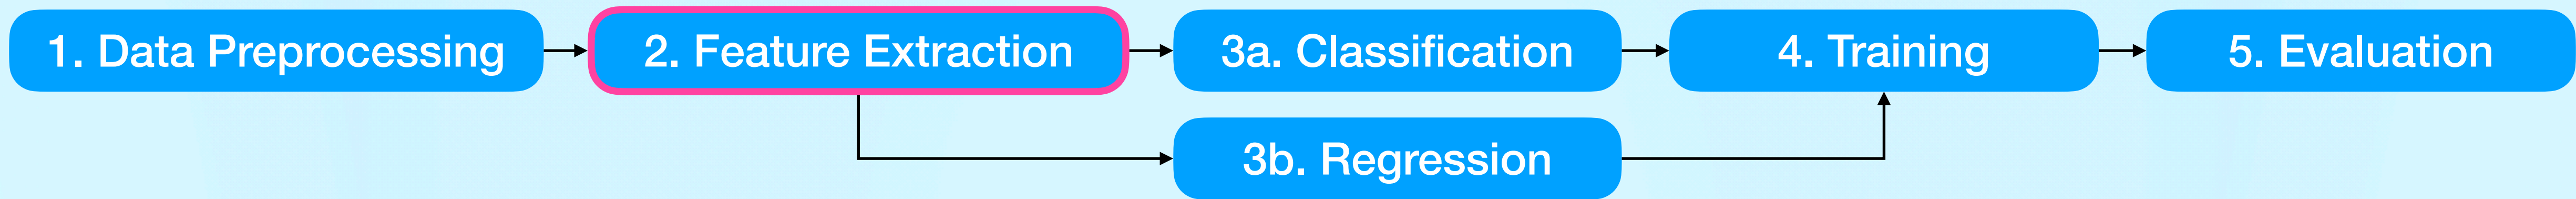 1. Data Preprocessing
2. Feature Extraction
3a. Classification
4. Training
5. Evaluation
3b. Regression